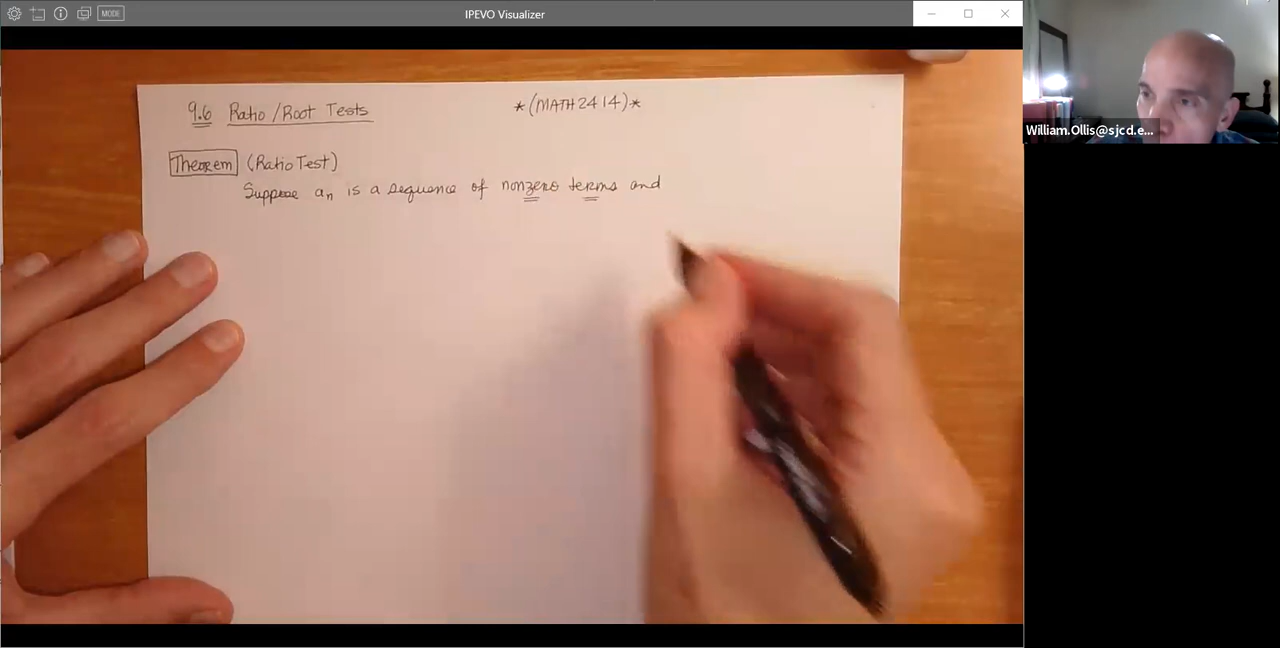 MODE
IPEVO Visualizer
9.6 Ratio/Root Tests
*(MATH 2414)*
Theorem (Ratio Test)
Suppose aₙ is a sequence of nonzero terms and
William.Ollis@sjcd.e...